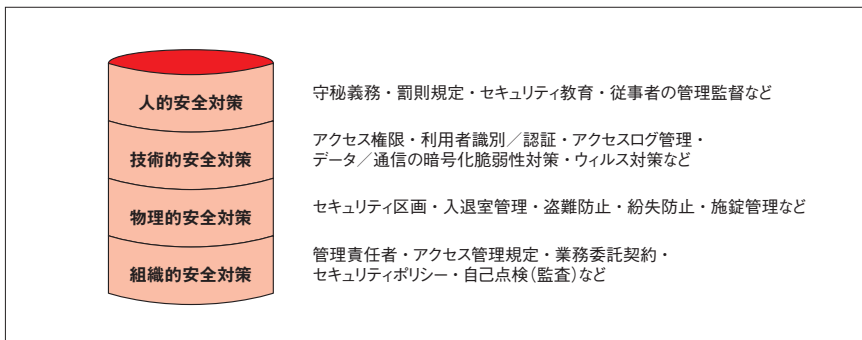 人的安全対策
守秘義務・罰則規定・セキュリティ教育・従事者の管理監督など
技術的安全対策
アクセス権限・利用者識別／認証・アクセスログ管理・
データ／通信の暗号化脆弱性対策・ウィルス対策など
物理的安全対策
セキュリティ区画・入退室管理・盗難防止・紛失防止・施錠管理など
組織的安全対策
管理責任者・アクセス管理規定・業務委託契約・
セキュリティポリシー・自己点検（監査）など